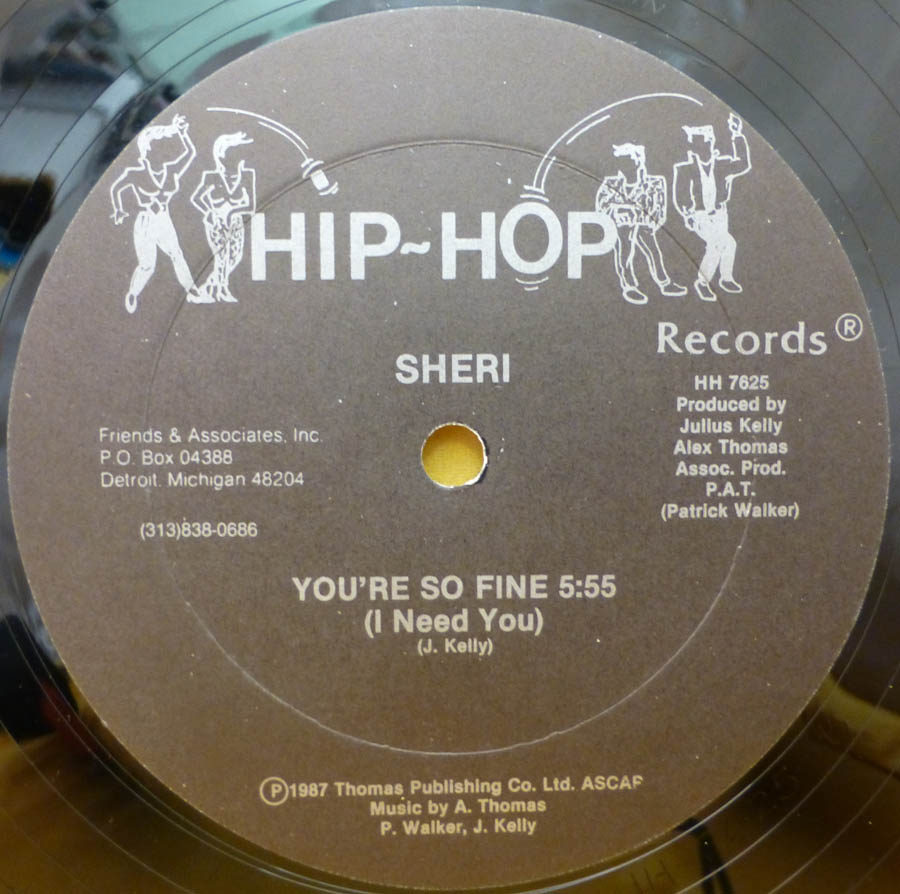 HIP~HOP
Records®
SHERI
HH 7625
Produced by
Julius Kelly
Alex Thomas
Assoc. Prod.
P.A.T.
(Patrick Walker)
Friends & Associates, Inc.
P.O. Box 04388
Detroit, Michigan 48204
(313)838-0686
YOU'RE SO FINE 5:55
(I Need You)
(J. Kelly)
Ⓟ1987 Thomas Publishing Co. Ltd. ASCAP
Music by A. Thomas
P. Walker, J. Kelly